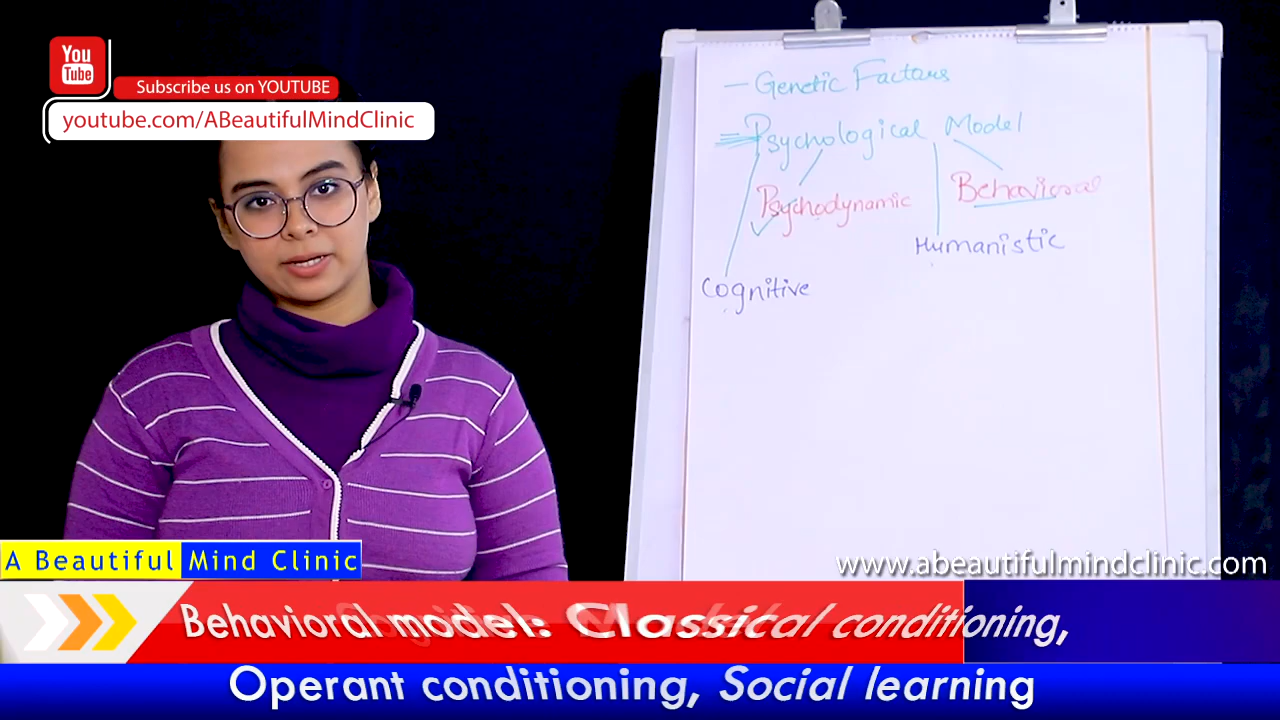 You
Tube
Subscribe us on YOUTUBE
youtube.com/ABeautifulMindClinic
– Genetic Factors
Psychological Model
Psychodynamic
Behavioral
Humanistic
Cognitive
A Beautiful Mind Clinic
www.abeautifulmindclinic.com
Behavioral model: Classical conditioning,
Operant conditioning, Social learning